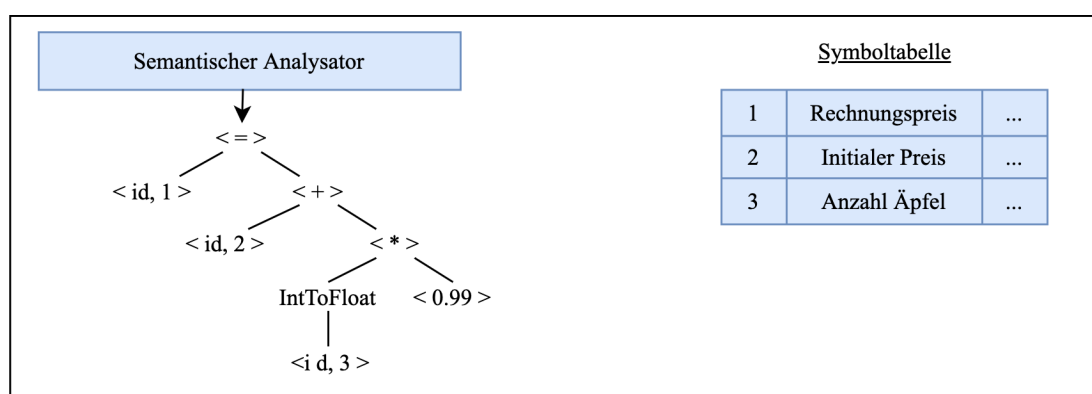 Semantischer Analysator
< = >
< id, 1 >
< + >
< id, 2 >
< * >
IntToFloat
< 0.99 >
<i d, 3 >
Symboltabelle
1 Rechnungspreis ...
2 Initialer Preis ...
3 Anzahl Äpfel ...